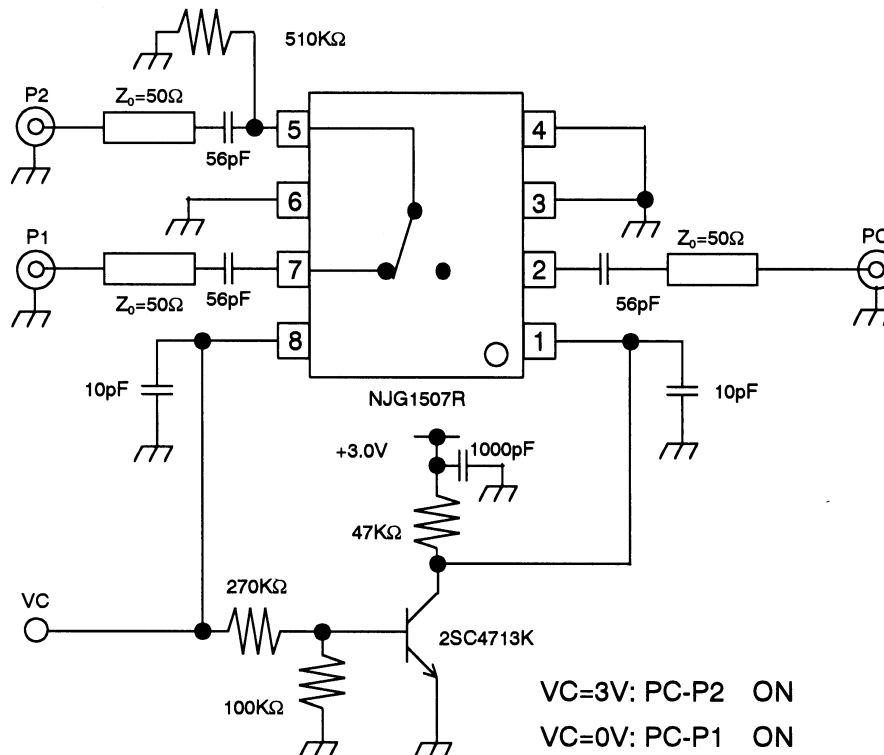 510KΩ
P2
Z₀=50Ω
56pF
5
4
6
3
P1
Z₀=50Ω
56pF
7
2
Z₀=50Ω
56pF
PC
8
1
10pF
10pF
NJG1507R
+3.0V
1000pF
47KΩ
270KΩ
VC
2SC4713K
100KΩ
VC=3V: PC-P2 ON
VC=0V: PC-P1 ON